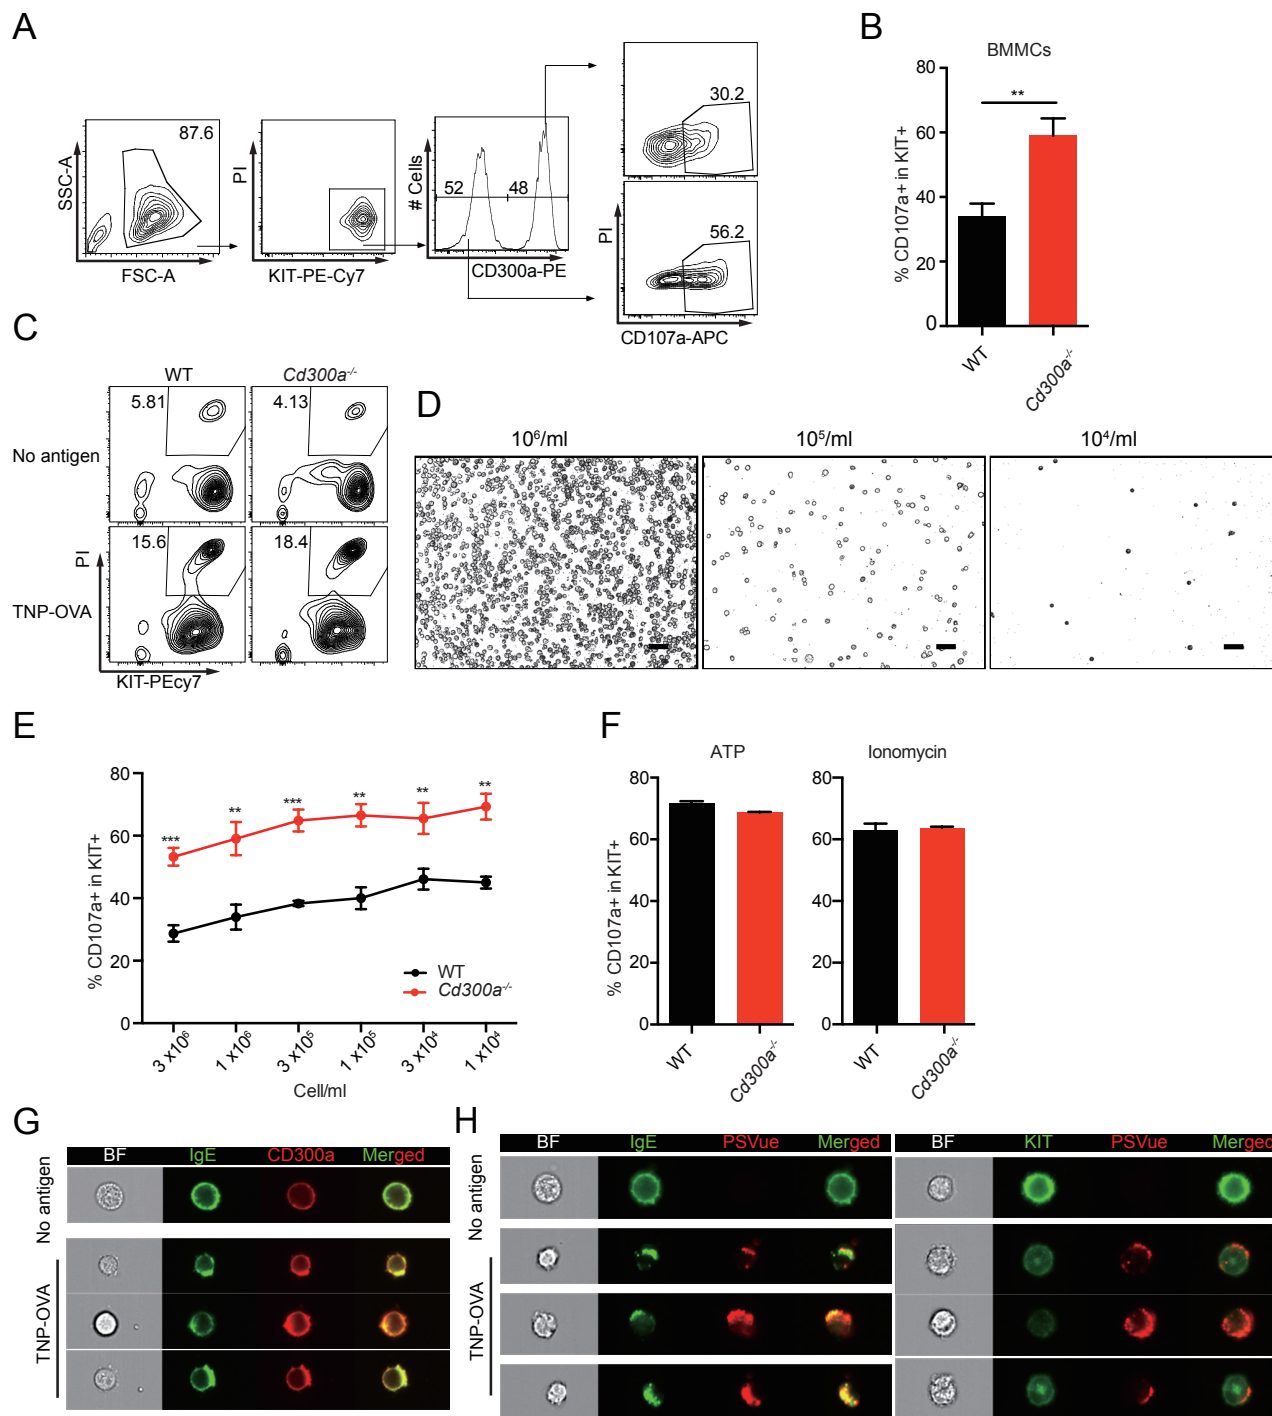 A
87.6
SSC-A
FSC-A
PI
KIT-PE-Cy7
# Cells
52
48
CD300a-PE
30.2
56.2
PI
CD107a-APC
B
BMMCs
**
% CD107a+ in KIT+
80
60
40
20
0
WT
Cd300a-/-
C
WT
Cd300a-/-
No antigen
5.81
4.13
TNP-OVA
15.6
18.4
PI
KIT-PEcy7
D
10⁶/ml
10⁵/ml
10⁴/ml
E
% CD107a+ in KIT+
80
60
40
20
0
***
**
***
**
**
**
WT
Cd300a-/-
3 x10⁶
1 x10⁶
3 x10⁵
1 x10⁵
3 x10⁴
1 x10⁴
Cell/ml
F
ATP
Ionomycin
% CD107a+ in KIT+
80
60
40
20
0
WT
Cd300a-/-
80
60
40
20
0
WT
Cd300a-/-
G
BF
IgE
CD300a
Merged
No antigen
TNP-OVA
H
BF
IgE
PSVue
Merged
BF
KIT
PSVue
Merged
No antigen
TNP-OVA